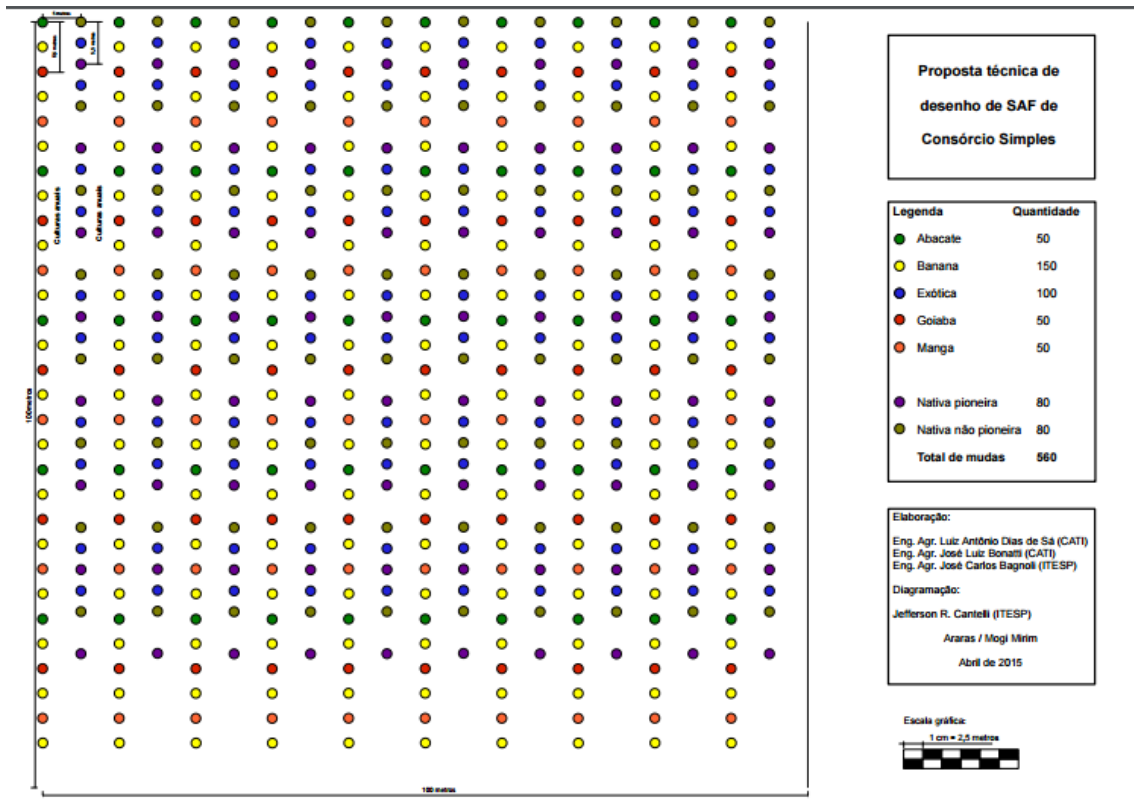 Proposta técnica de
desenho de SAF de
Consórcio Simples
Legenda Quantidade
Abacate 50
Banana 150
Exótica 100
Goiaba 50
Manga 50
Nativa pioneira 80
Nativa não pioneira 80
Total de mudas 560
Elaboração:
Eng. Agr. Luiz Antônio Dias de Sá (CATI)
Eng. Agr. José Luiz Bonatti (CATI)
Eng. Agr. José Carlos Bagnoli (ITESP)
Diagramação:
Jefferson R. Cantelli (ITESP)
Araras / Mogi Mirim
Abril de 2015
Escala gráfica:
1 cm = 2,5 metros
metros
metros
metros
Culturas anuais
Culturas anuais
100metros
100 metros